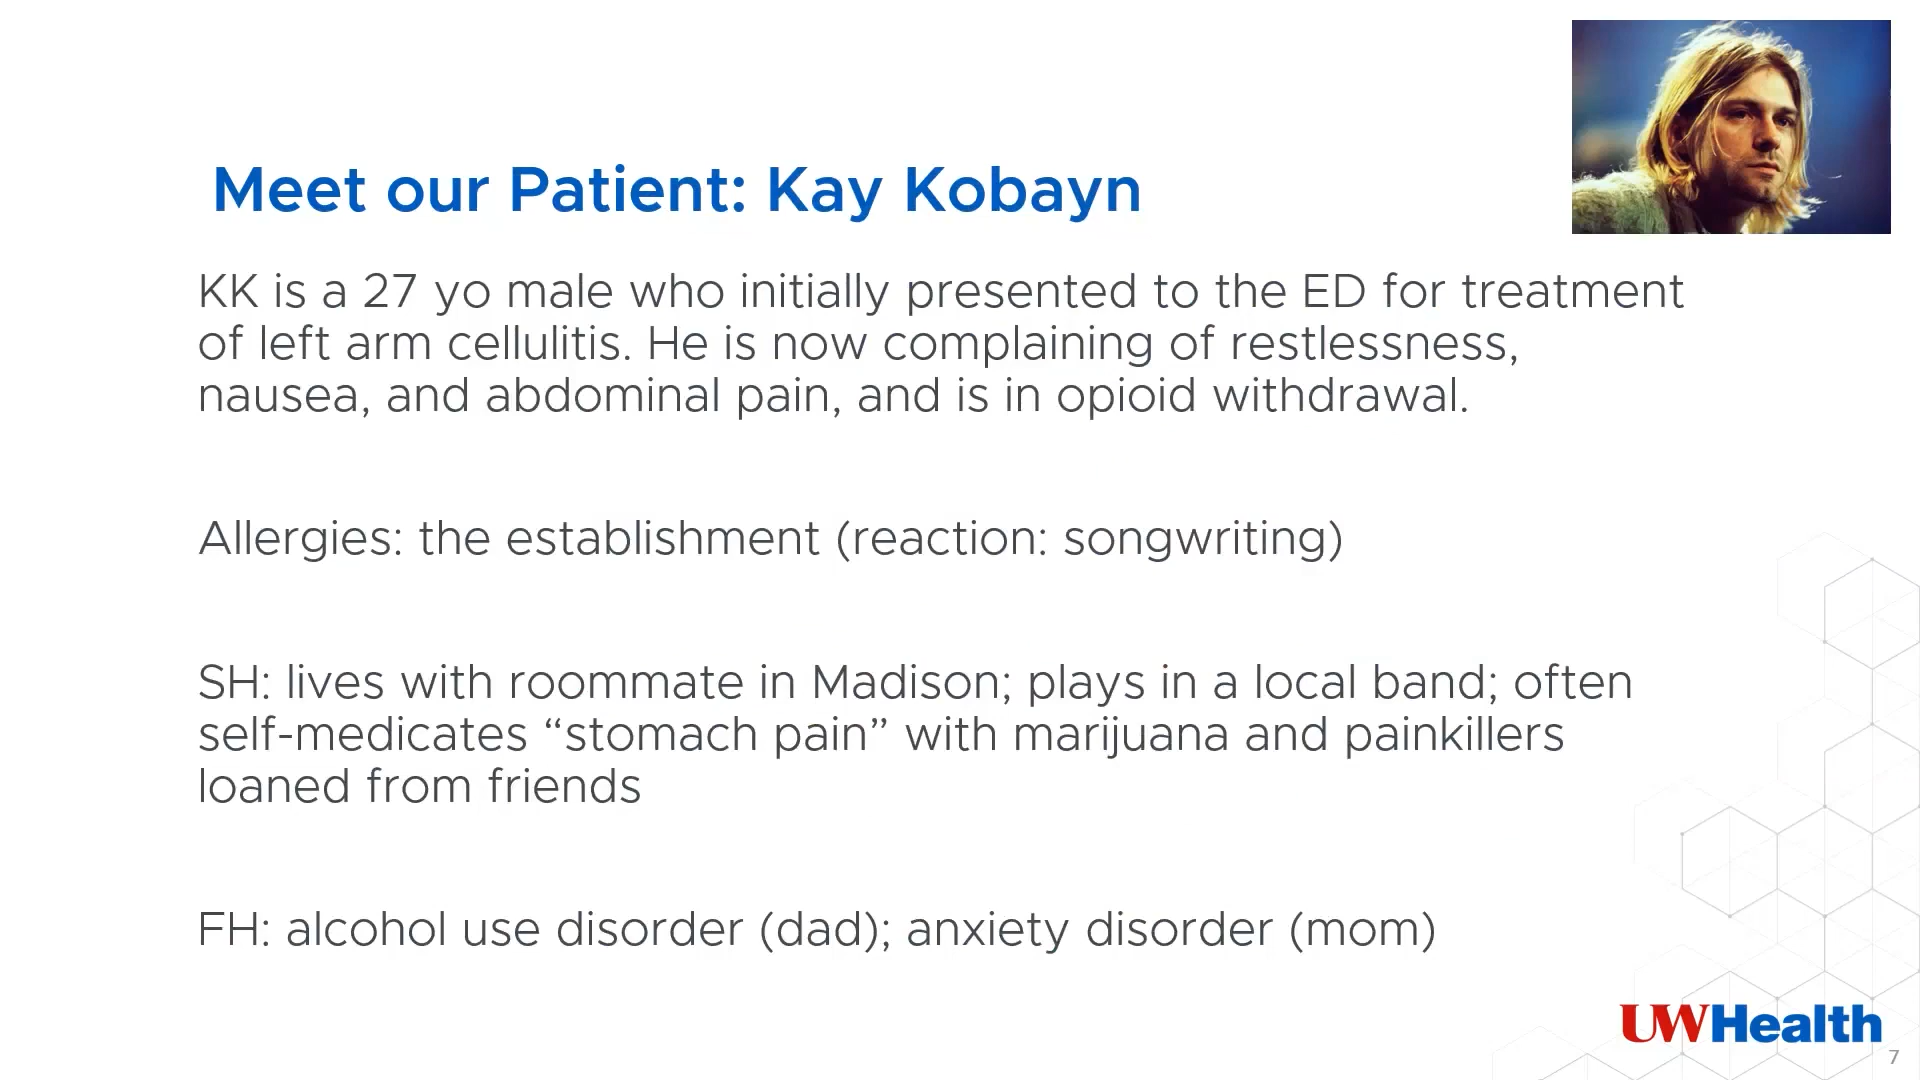 Meet our Patient: Kay Kobayn
KK is a 27 yo male who initially presented to the ED for treatment
of left arm cellulitis. He is now complaining of restlessness,
nausea, and abdominal pain, and is in opioid withdrawal.
Allergies: the establishment (reaction: songwriting)
SH: lives with roommate in Madison; plays in a local band; often
self-medicates “stomach pain” with marijuana and painkillers
loaned from friends
FH: alcohol use disorder (dad); anxiety disorder (mom)
UWHealth
7